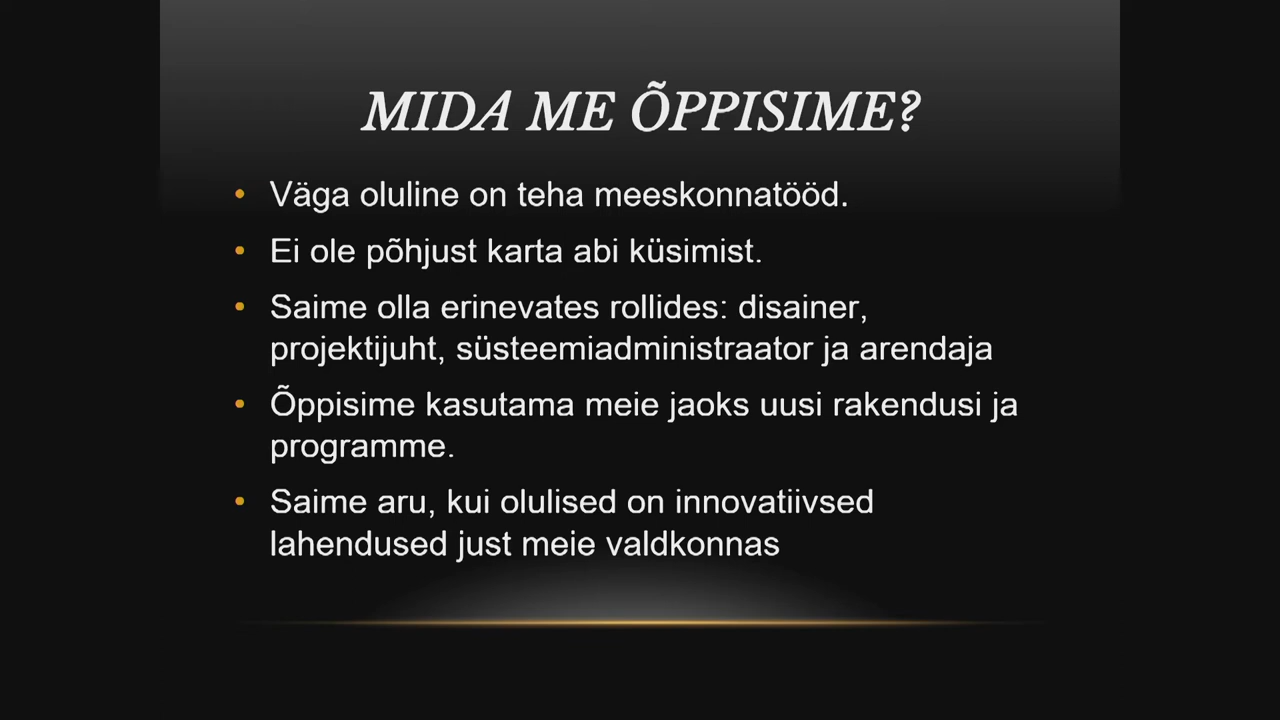 MIDA ME ÕPPISIME?
• Väga oluline on teha meeskonnatööd.
• Ei ole põhjust karta abi küsimist.
• Saime olla erinevates rollides: disainer,
projektijuht, süsteemiadministraator ja arendaja
• Õppisime kasutama meie jaoks uusi rakendusi ja
programme.
• Saime aru, kui olulised on innovatiivsed
lahendused just meie valdkonnas